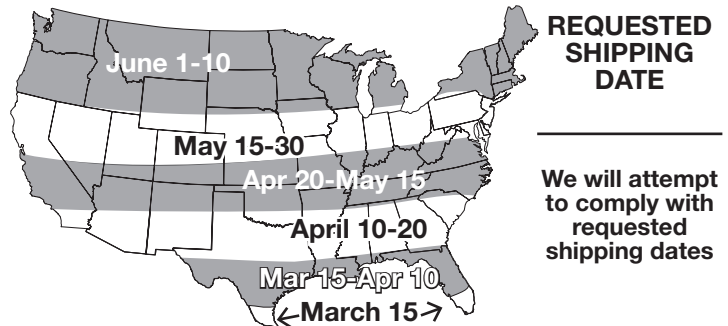 June 1-10
May 15-30
Apr 20-May 15
April 10-20
Mar 15-Apr 10
March 15
REQUESTED
SHIPPING
DATE
We will attempt
to comply with
requested
shipping dates